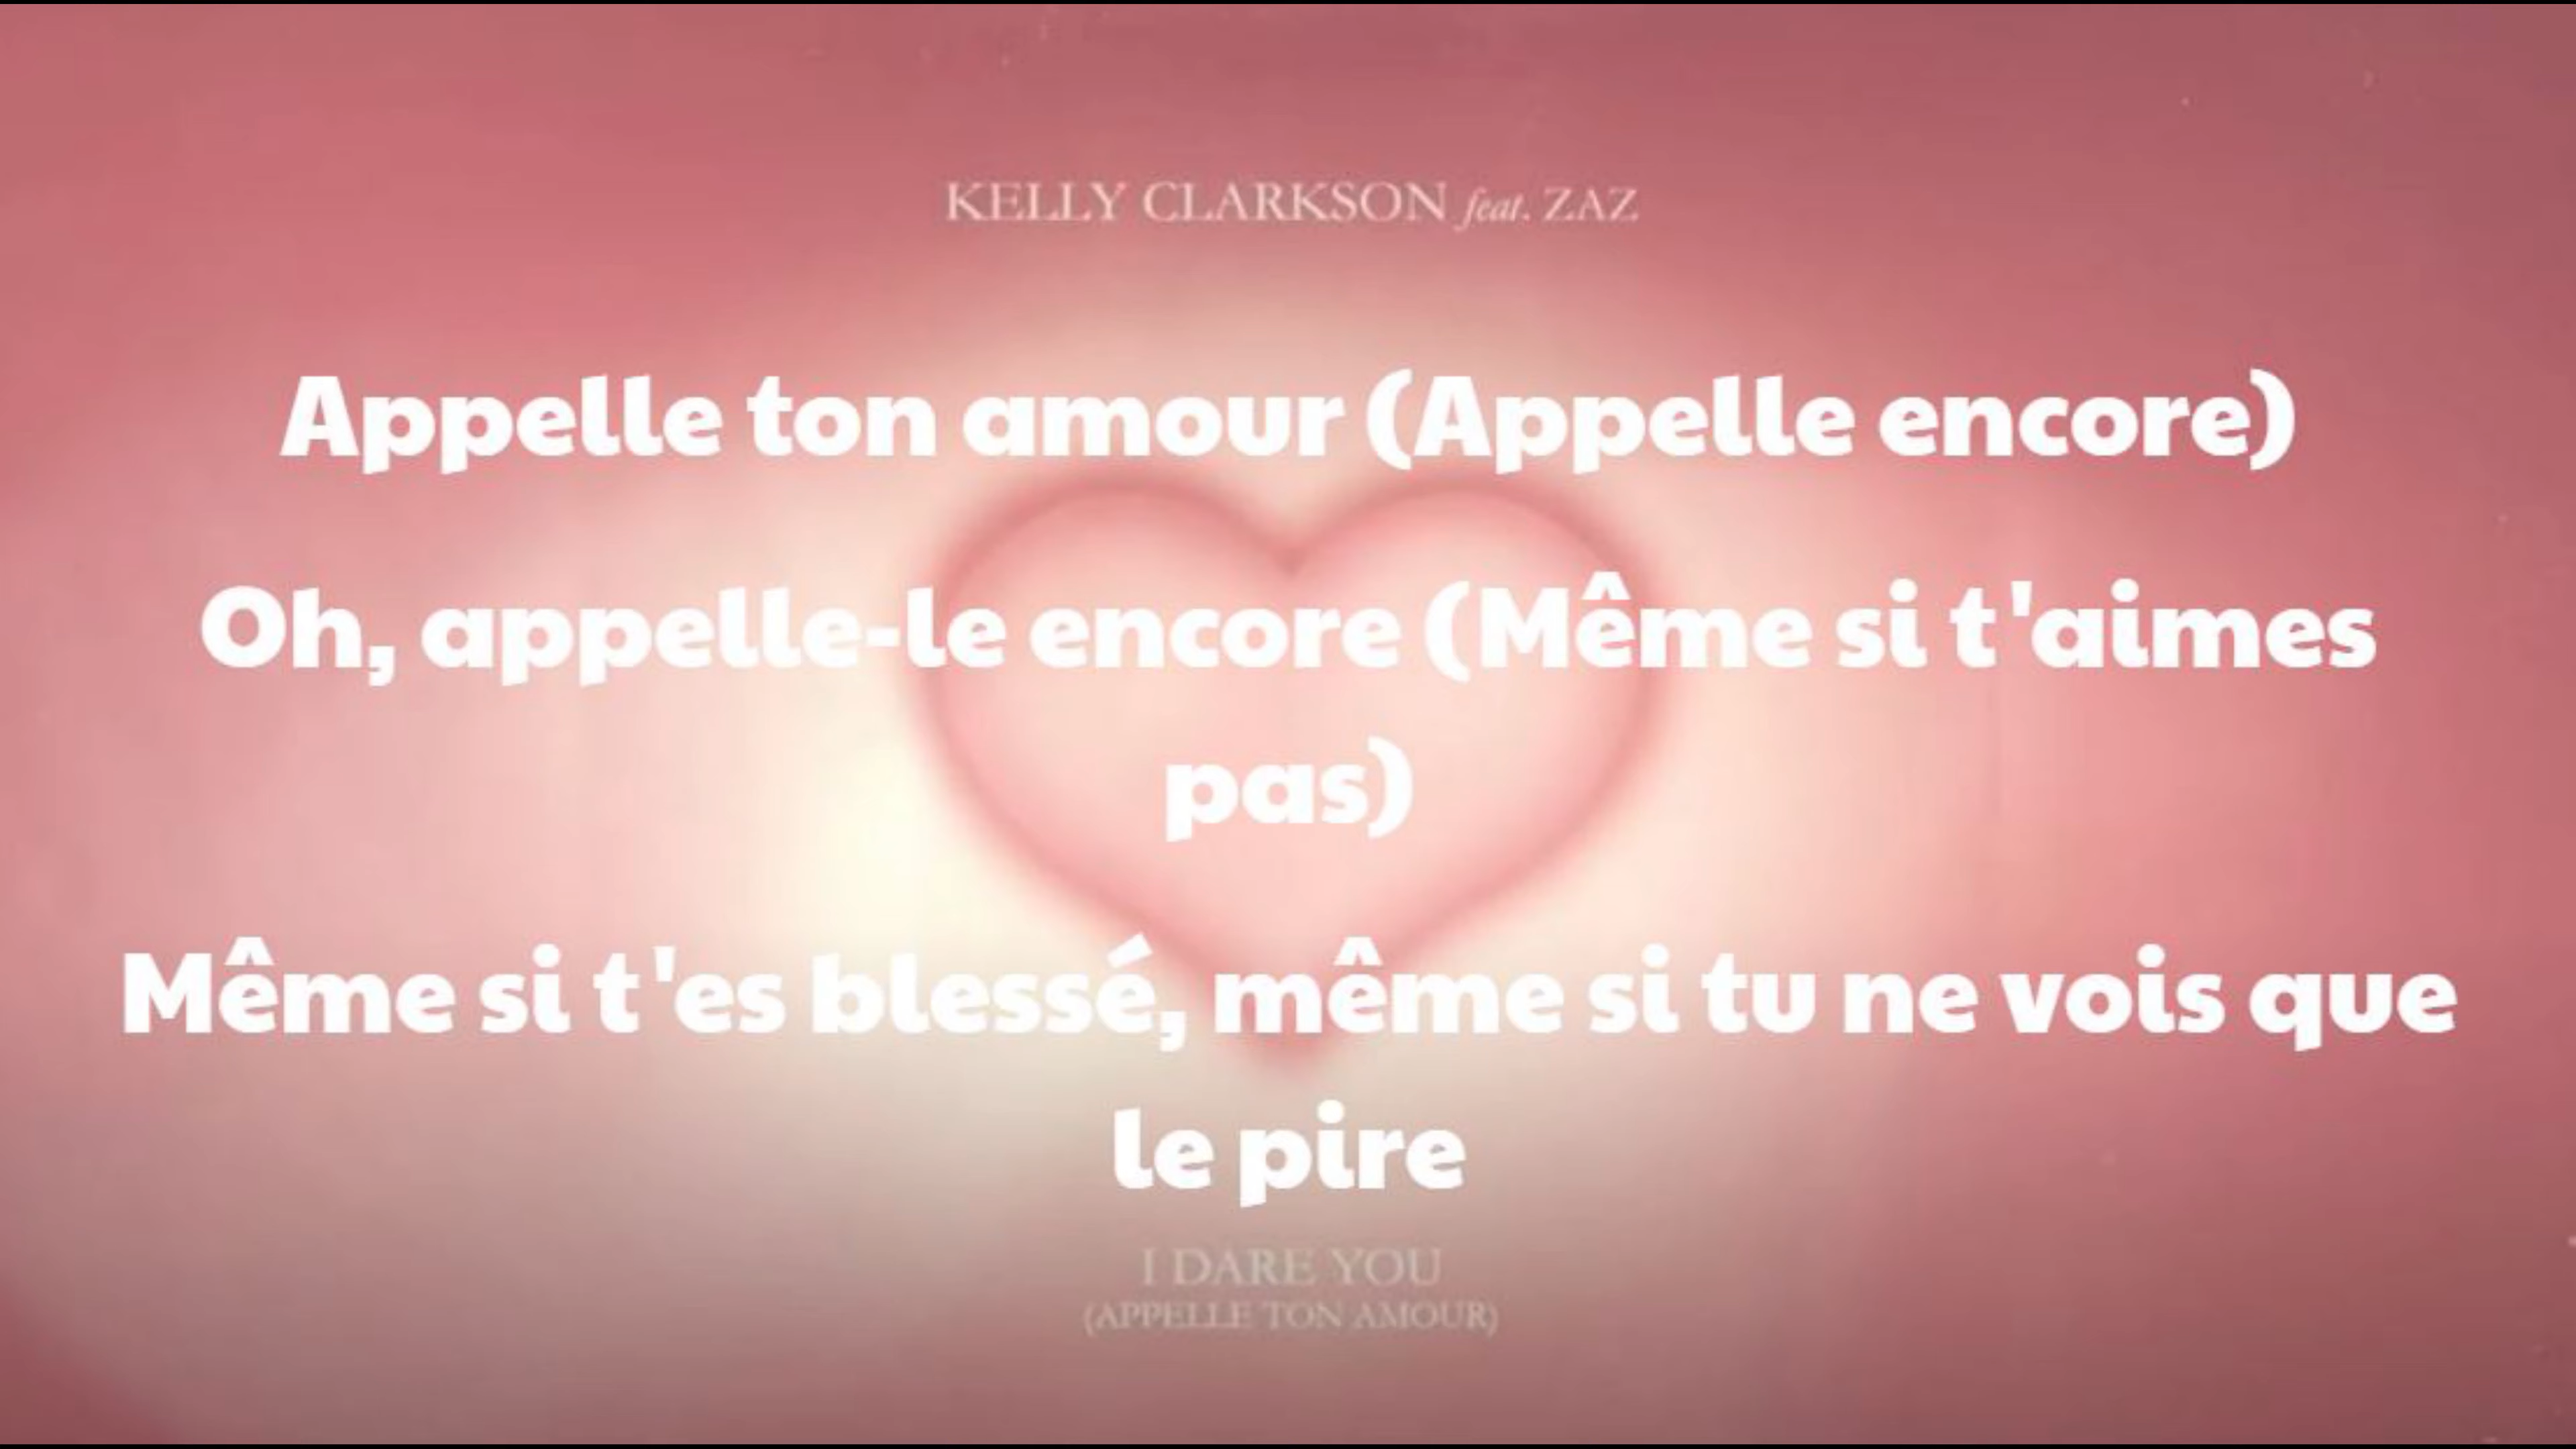 KELLY CLARKSON feat. ZAZ
Appelle ton amour (Appelle encore)
Oh, appelle-le encore (Même si t'aimes
pas)
Même si t'es blessé, même si tu ne vois que
le pire
I DARE YOU
(APPELLE TON AMOUR)